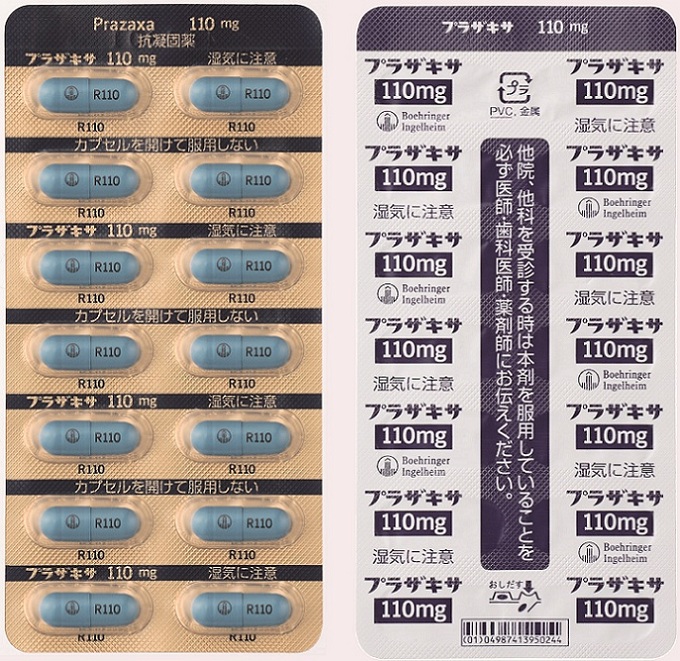 Prazaxa 110 mg
抗凝固薬
プラザキサ 110 mg 湿気に注意
R110 R110
R110 R110
カプセルを開けて服用しない
R110 R110
R110 R110
プラザキサ 110 mg 湿気に注意
R110 R110
R110 R110
カプセルを開けて服用しない
R110 R110
R110 R110
プラザキサ 110 mg 湿気に注意
R110 R110
R110 R110
カプセルを開けて服用しない
R110 R110
R110 R110
プラザキサ 110 mg 湿気に注意
R110 R110
R110 R110
プラザキサ 110 mg
プラザキサ
110mg
Boehringer
Ingelheim
プラザキサ
110mg
湿気に注意
プラザキサ
110mg
Boehringer
Ingelheim
プラザキサ
110mg
湿気に注意
プラザキサ
110mg
Boehringer
Ingelheim
プラザキサ
110mg
湿気に注意
プラザキサ
110mg
プラ
PVC, 金属
他院、他科を受診する時は本剤を服用していることを
必ず医師・歯科医師・薬剤師にお伝えください。
おしだす
(01)04987413950244
プラザキサ
110mg
湿気に注意
プラザキサ
110mg
Boehringer
Ingelheim
プラザキサ
110mg
湿気に注意
プラザキサ
110mg
Boehringer
Ingelheim
プラザキサ
110mg
湿気に注意
プラザキサ
110mg
Boehringer
Ingelheim
プラザキサ
110mg